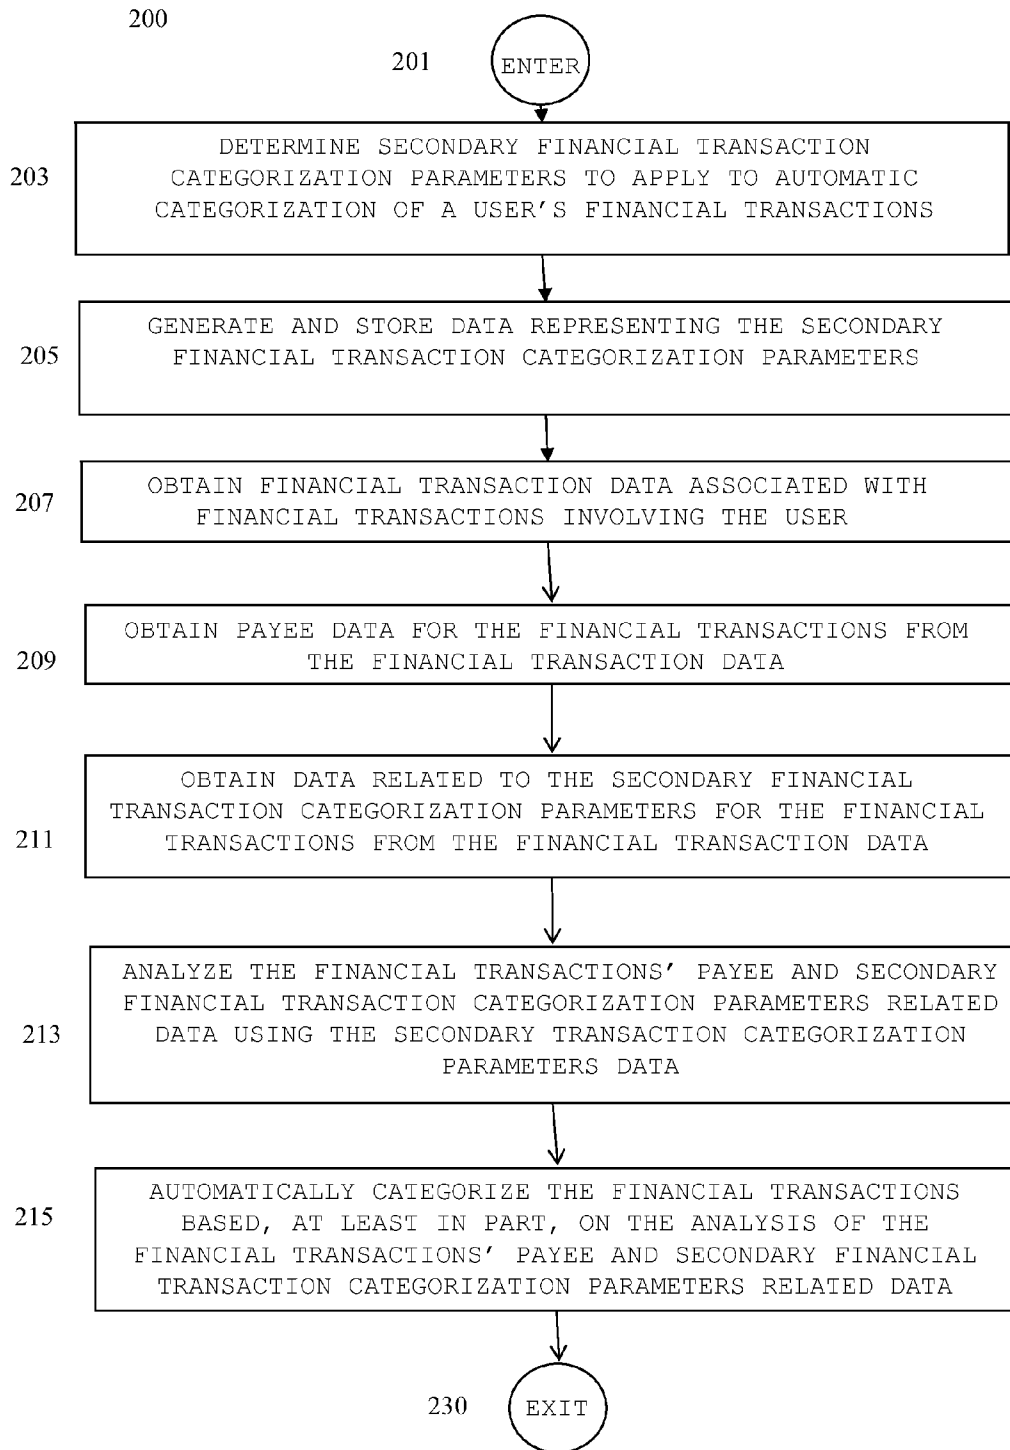 200
201
ENTER
203
DETERMINE SECONDARY FINANCIAL TRANSACTION
CATEGORIZATION PARAMETERS TO APPLY TO AUTOMATIC
CATEGORIZATION OF A USER'S FINANCIAL TRANSACTIONS
205
GENERATE AND STORE DATA REPRESENTING THE SECONDARY
FINANCIAL TRANSACTION CATEGORIZATION PARAMETERS
207
OBTAIN FINANCIAL TRANSACTION DATA ASSOCIATED WITH
FINANCIAL TRANSACTIONS INVOLVING THE USER
209
OBTAIN PAYEE DATA FOR THE FINANCIAL TRANSACTIONS FROM
THE FINANCIAL TRANSACTION DATA
211
OBTAIN DATA RELATED TO THE SECONDARY FINANCIAL
TRANSACTION CATEGORIZATION PARAMETERS FOR THE FINANCIAL
TRANSACTIONS FROM THE FINANCIAL TRANSACTION DATA
213
ANALYZE THE FINANCIAL TRANSACTIONS' PAYEE AND SECONDARY
FINANCIAL TRANSACTION CATEGORIZATION PARAMETERS RELATED
DATA USING THE SECONDARY TRANSACTION CATEGORIZATION
PARAMETERS DATA
215
AUTOMATICALLY CATEGORIZE THE FINANCIAL TRANSACTIONS
BASED, AT LEAST IN PART, ON THE ANALYSIS OF THE
FINANCIAL TRANSACTIONS' PAYEE AND SECONDARY FINANCIAL
TRANSACTION CATEGORIZATION PARAMETERS RELATED DATA
230
EXIT